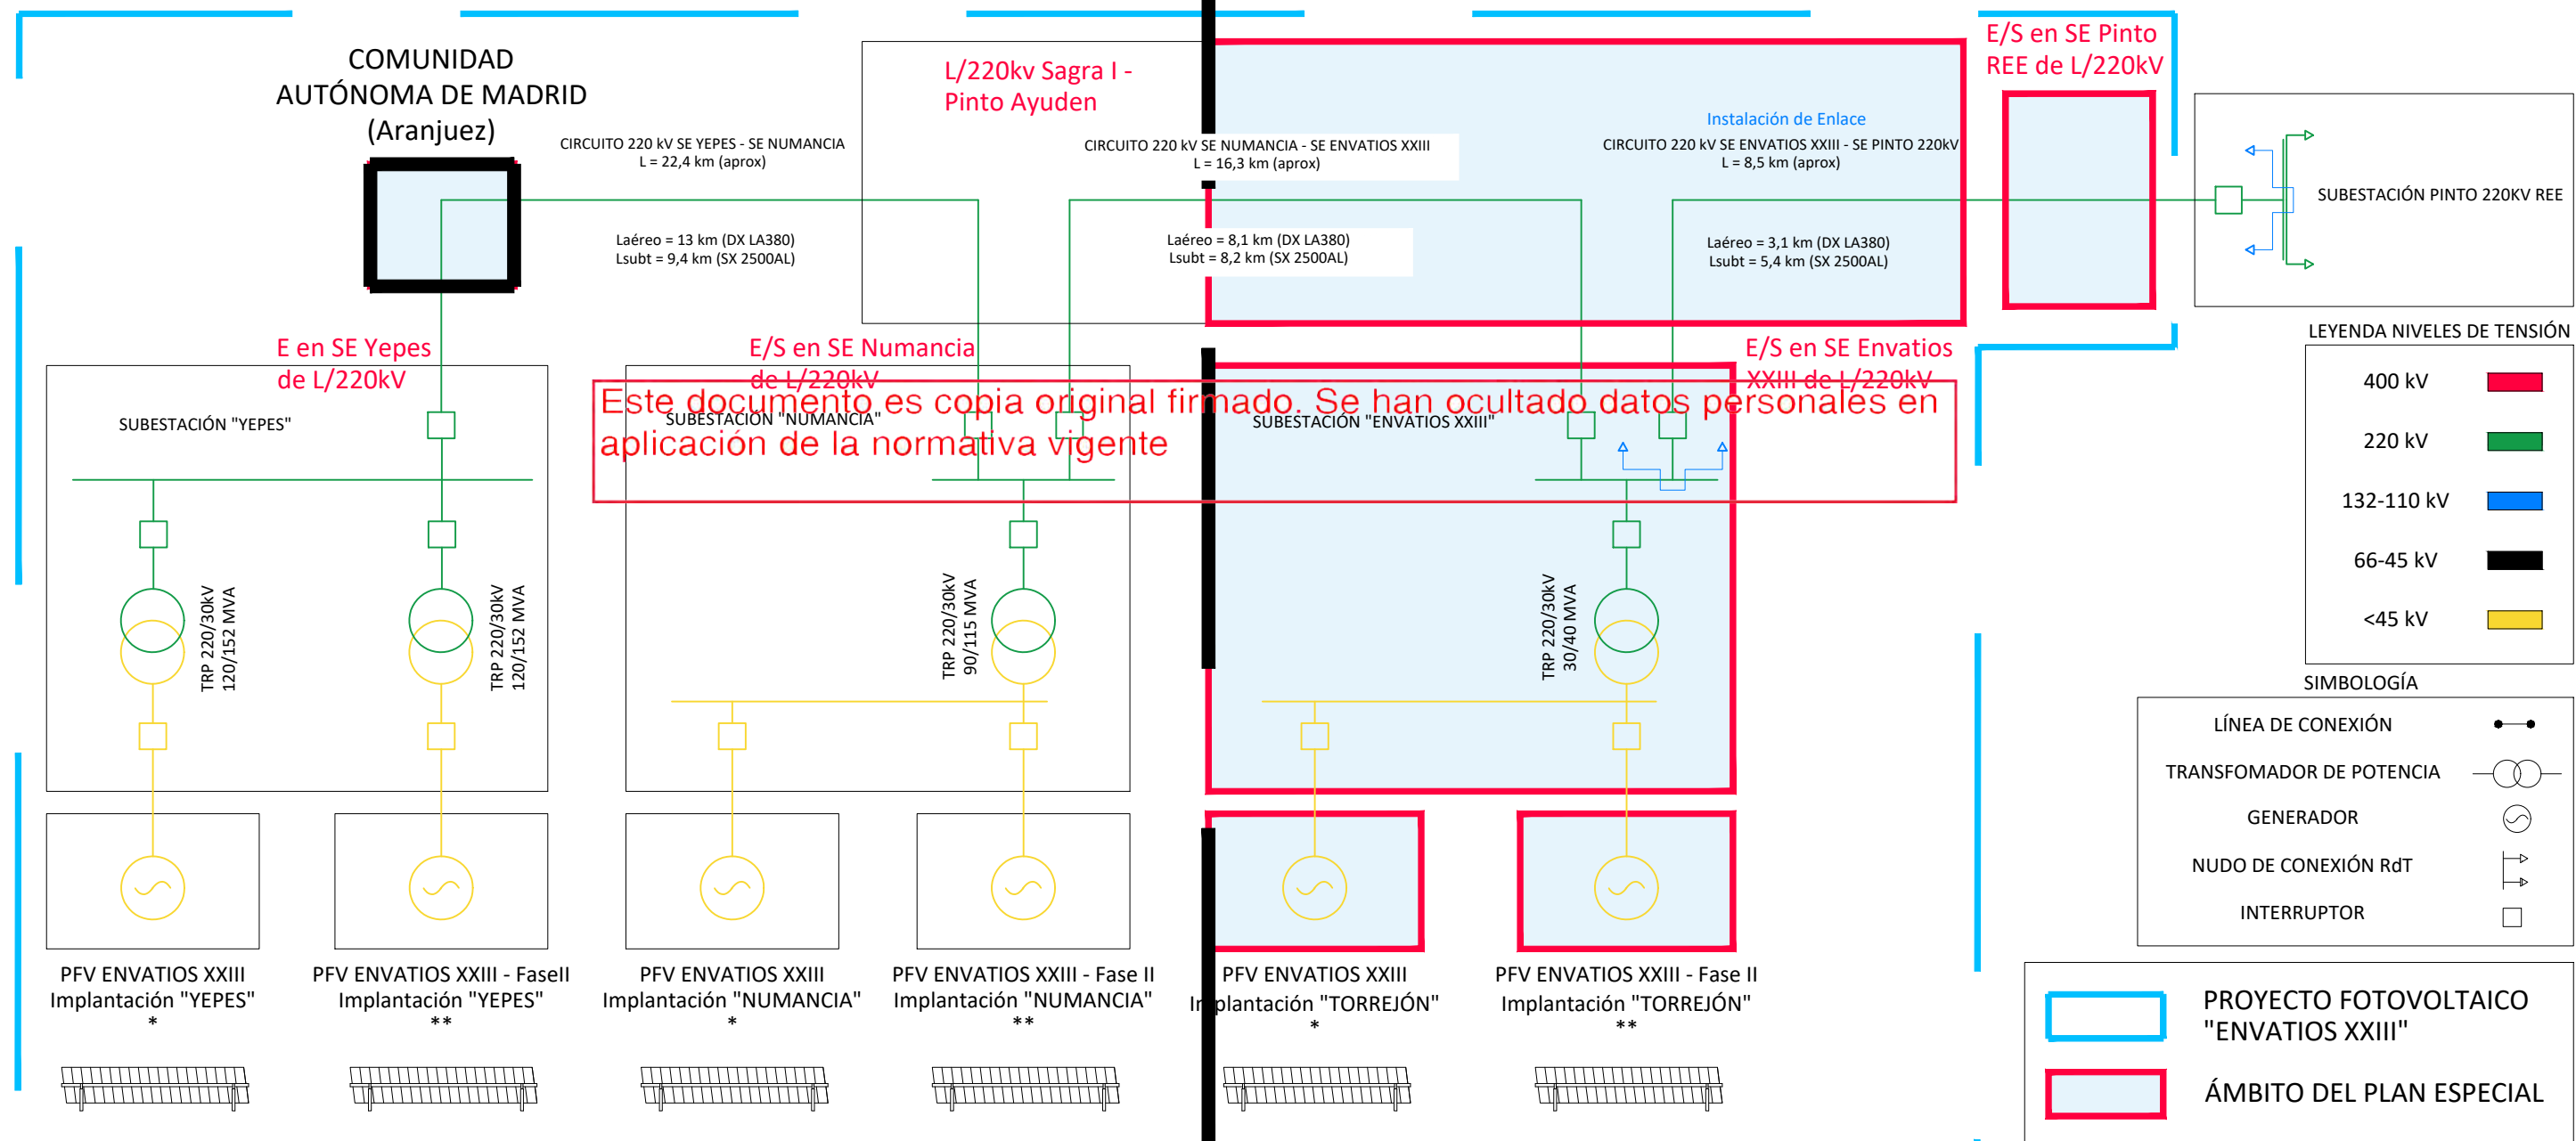 COMUNIDAD
AUTÓNOMA DE MADRID
(Aranjuez)
L/220kv Sagra I -
Pinto Ayuden
E/S en SE Pinto
REE de L/220kV
CIRCUITO 220 kV SE YEPES - SE NUMANCIA
L = 22,4 km (aprox)
CIRCUITO 220 kV SE NUMANCIA - SE ENVATIOS XXIII
L = 16,3 km (aprox)
Instalación de Enlace
CIRCUITO 220 kV SE ENVATIOS XXIII - SE PINTO 220kV
L = 8,5 km (aprox)
SUBESTACIÓN PINTO 220KV REE
Laéreo = 13 km (DX LA380)
Lsubt = 9,4 km (SX 2500AL)
Laéreo = 8,1 km (DX LA380)
Lsubt = 8,2 km (SX 2500AL)
Laéreo = 3,1 km (DX LA380)
Lsubt = 5,4 km (SX 2500AL)
E en SE Yepes
de L/220kV
E/S en SE Numancia
de L/220kV
E/S en SE Envatios
XXIII de L/220kV
Este documento es copia original firmado. Se han ocultado datos personales en
aplicación de la normativa vigente
SUBESTACIÓN "YEPES"
SUBESTACIÓN "NUMANCIA"
SUBESTACIÓN "ENVATIOS XXIII"
TRP 220/30kV
120/152 MVA
TRP 220/30kV
120/152 MVA
TRP 220/30kV
90/115 MVA
TRP 220/30kV
30/40 MVA
LEYENDA NIVELES DE TENSIÓN
400 kV
220 kV
132-110 kV
66-45 kV
<45 kV
SIMBOLOGÍA
LÍNEA DE CONEXIÓN
TRANSFOMADOR DE POTENCIA
GENERADOR
NUDO DE CONEXIÓN RdT
INTERRUPTOR
PFV ENVATIOS XXIII
Implantación "YEPES"
*
PFV ENVATIOS XXIII - FaseII
Implantación "YEPES"
**
PFV ENVATIOS XXIII
Implantación "NUMANCIA"
*
PFV ENVATIOS XXIII - Fase II
Implantación "NUMANCIA"
**
PFV ENVATIOS XXIII
Implantación "TORREJÓN"
*
PFV ENVATIOS XXIII - Fase II
Implantación "TORREJÓN"
**
PROYECTO FOTOVOLTAICO
"ENVATIOS XXIII"
ÁMBITO DEL PLAN ESPECIAL